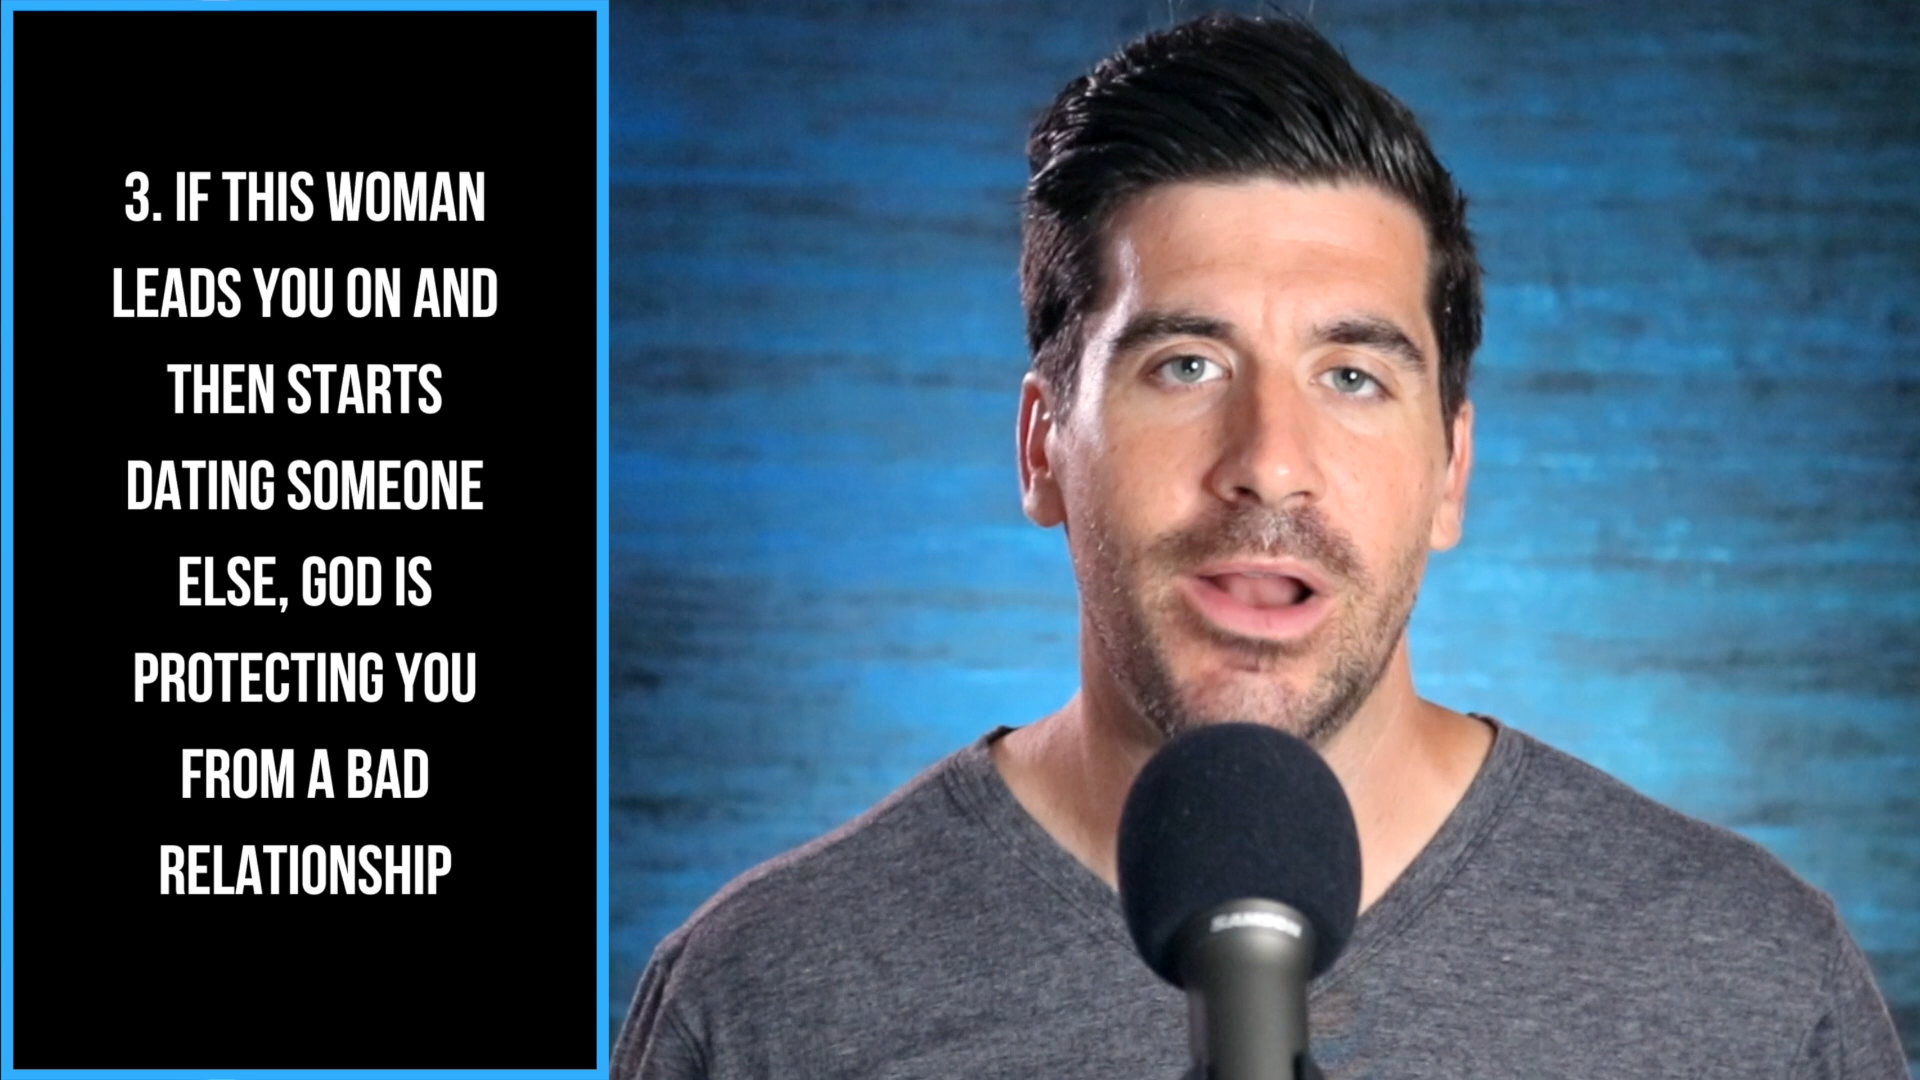 3. IF THIS WOMAN
LEADS YOU ON AND
THEN STARTS
DATING SOMEONE
ELSE, GOD IS
PROTECTING YOU
FROM A BAD
RELATIONSHIP
SAMSON